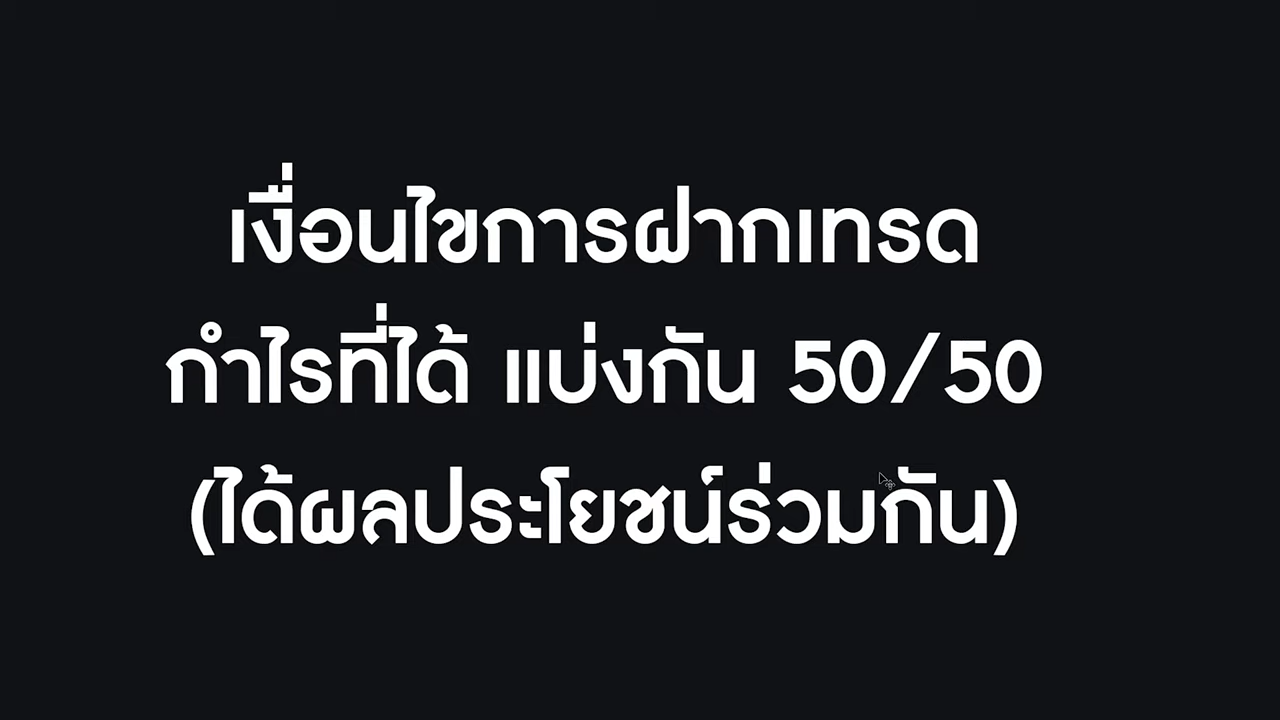 เงื่อนไขการฝากเทรด
กำไรที่ได้ แบ่งกัน 50/50
(ได้ผลประโยชน์ร่วมกัน)